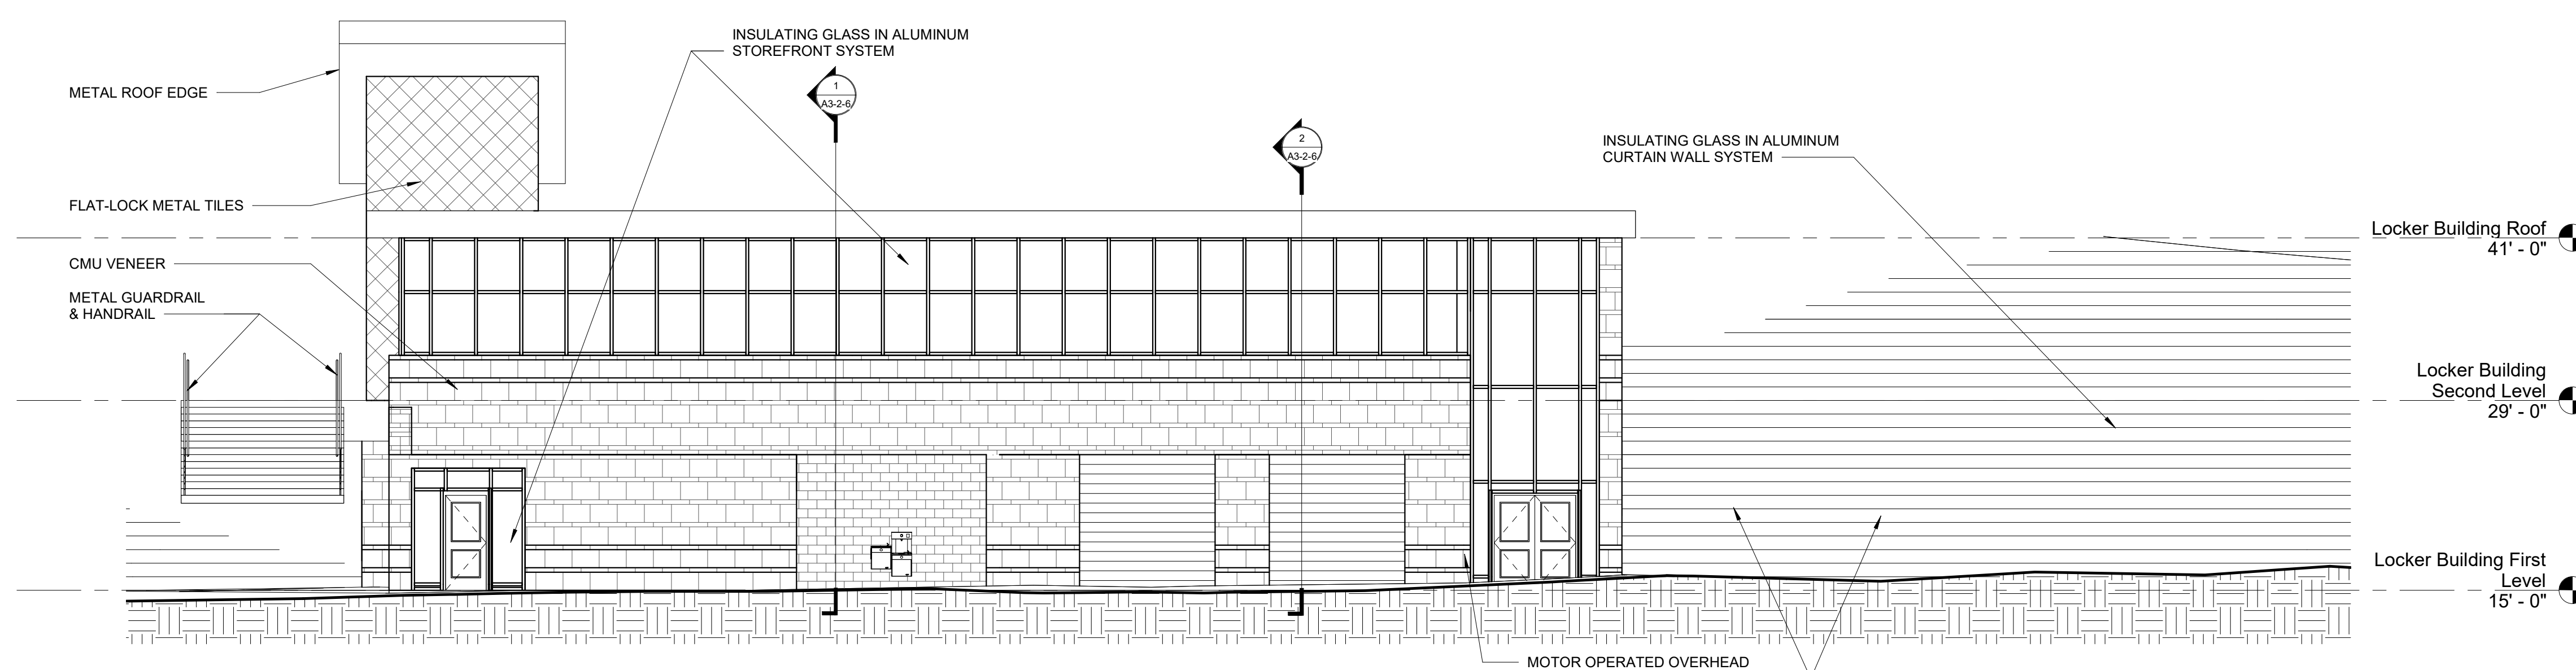 INSULATING GLASS IN ALUMINUM
STOREFRONT SYSTEM
METAL ROOF EDGE
1
A3-2-6
2
A3-2-6
INSULATING GLASS IN ALUMINUM
CURTAIN WALL SYSTEM
FLAT-LOCK METAL TILES
Locker Building Roof
41' - 0"
CMU VENEER
METAL GUARDRAIL
& HANDRAIL
Locker Building
Second Level
29' - 0"
Locker Building First
Level
15' - 0"
MOTOR OPERATED OVERHEAD